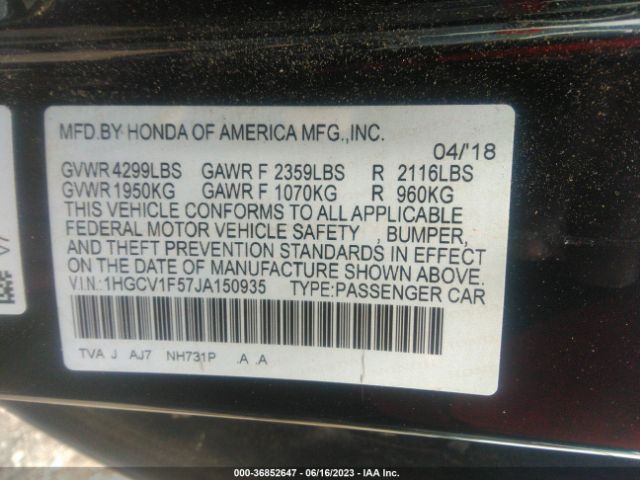 MFD.BY HONDA OF AMERICA MFG.,INC.
04/'18
GVWR 4299LBS GAWR F 2359LBS R 2116LBS
GVWR 1950KG GAWR F 1070KG R 960KG
THIS VEHICLE CONFORMS TO ALL APPLICABLE
FEDERAL MOTOR VEHICLE SAFETY , BUMPER,
AND THEFT PREVENTION STANDARDS IN EFFECT
ON THE DATE OF MANUFACTURE SHOWN ABOVE.
V.I.N.:1HGCV1F57JA150935 TYPE:PASSENGER CAR
TVA J AJ7 NH731P .A .A
000-36852647 - 06/16/2023 - IAA Inc.